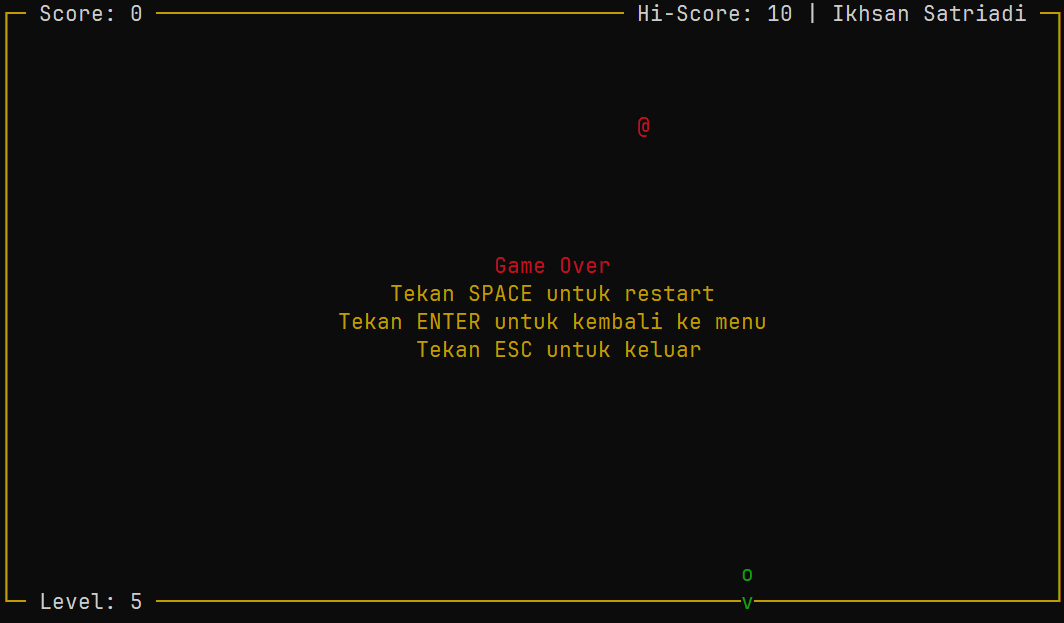 Score: 0 Hi-Score: 10 | Ikhsan Satriadi
@
Game Over
Tekan SPACE untuk restart
Tekan ENTER untuk kembali ke menu
Tekan ESC untuk keluar
o
Level: 5 v